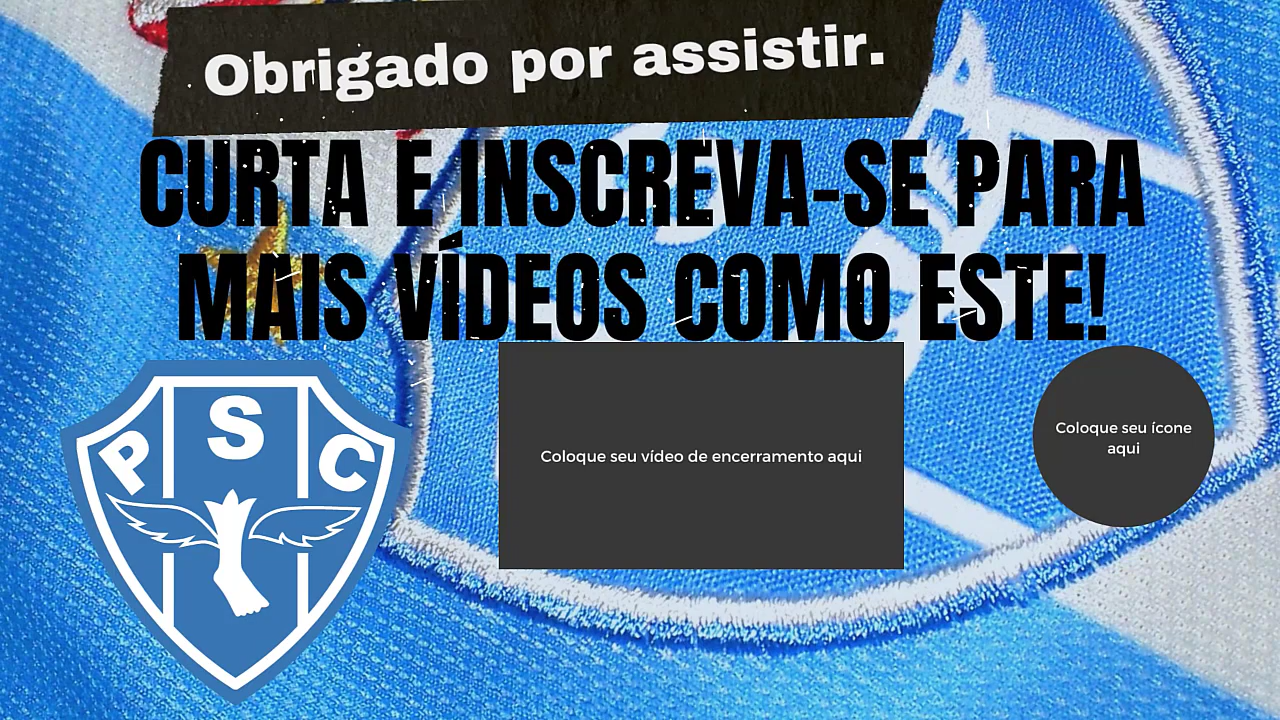 Obrigado por assistir.
CURTA E INSCREVA-SE PARA
MAIS VÍDEOS COMO ESTE!
Coloque seu vídeo de encerramento aqui
Coloque seu ícone
aqui
P S C